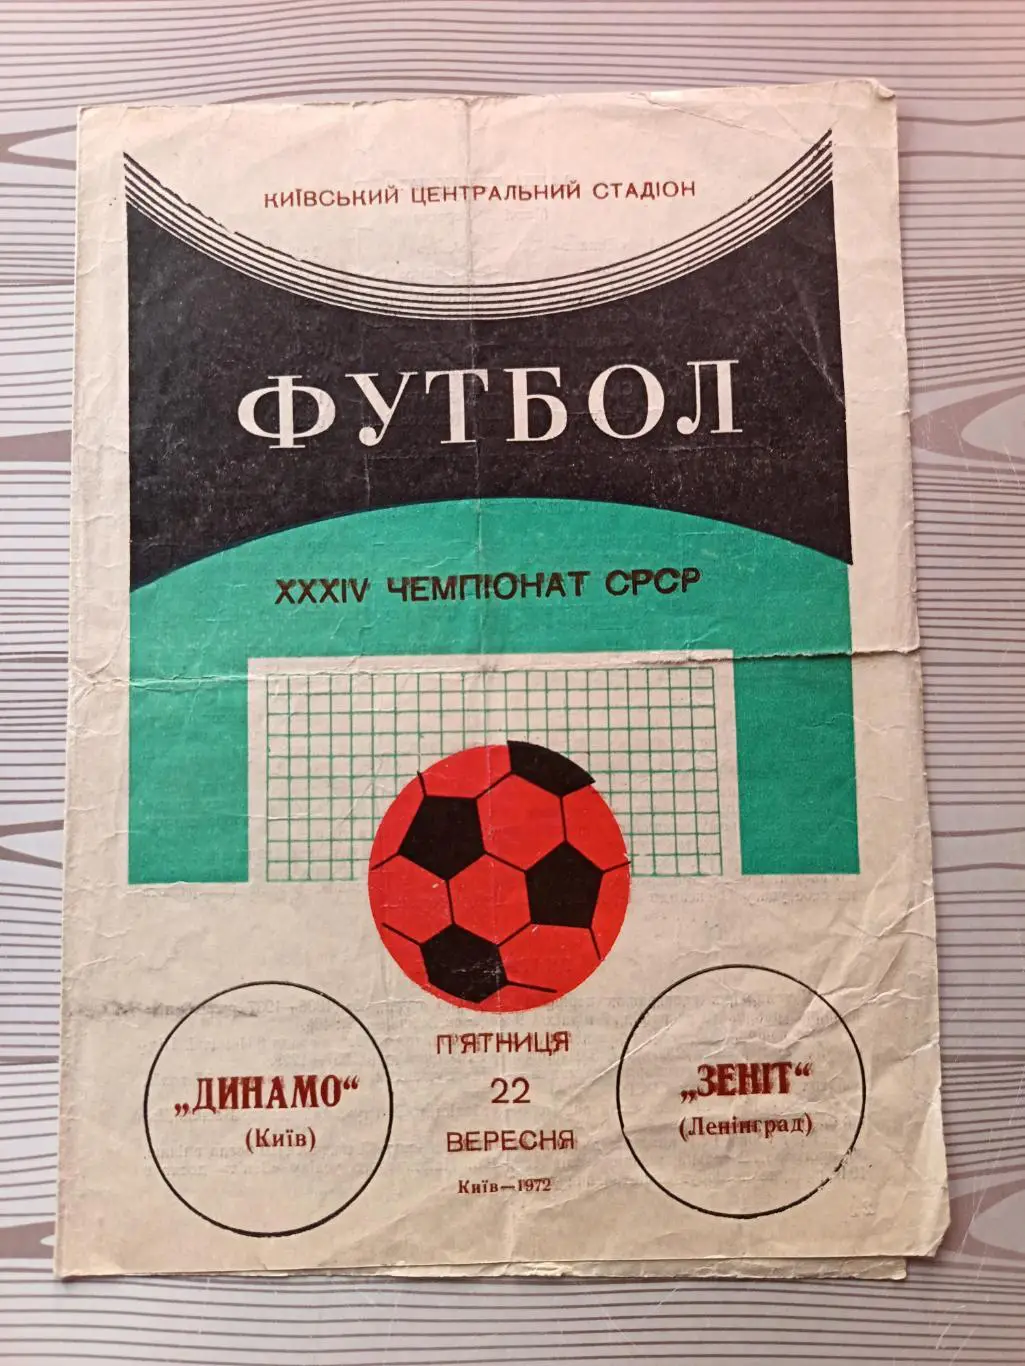 КИЇВСЬКИЙ ЦЕНТРАЛЬНИЙ СТАДІОН
ФУТБОЛ
XXXIV ЧЕМПІОНАТ СРСР
П'ЯТНИЦЯ
22
ВЕРЕСНЯ
Київ—1972
„ДИНАМО“
(Київ)
„ЗЕНІТ“
(Ленінград)